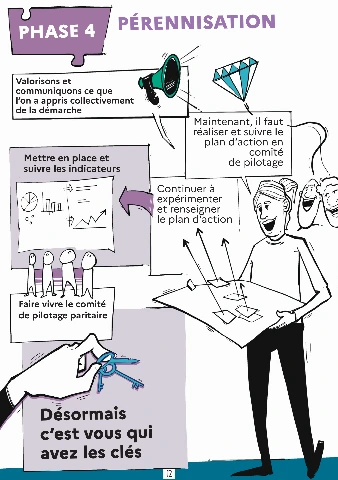 PHASE 4
PÉRENNISATION
Valorisons et
communiquons ce que
l'on a appris collectivement
de la démarche
Maintenant, il faut
réaliser et suivre le
plan d'action en
comité
de pilotage
Mettre en place et
suivre les indicateurs
Continuer à
expérimenter
et renseigner
le plan d'action
Faire vivre le comité
de pilotage paritaire
Désormais
c'est vous qui
avez les clés
12